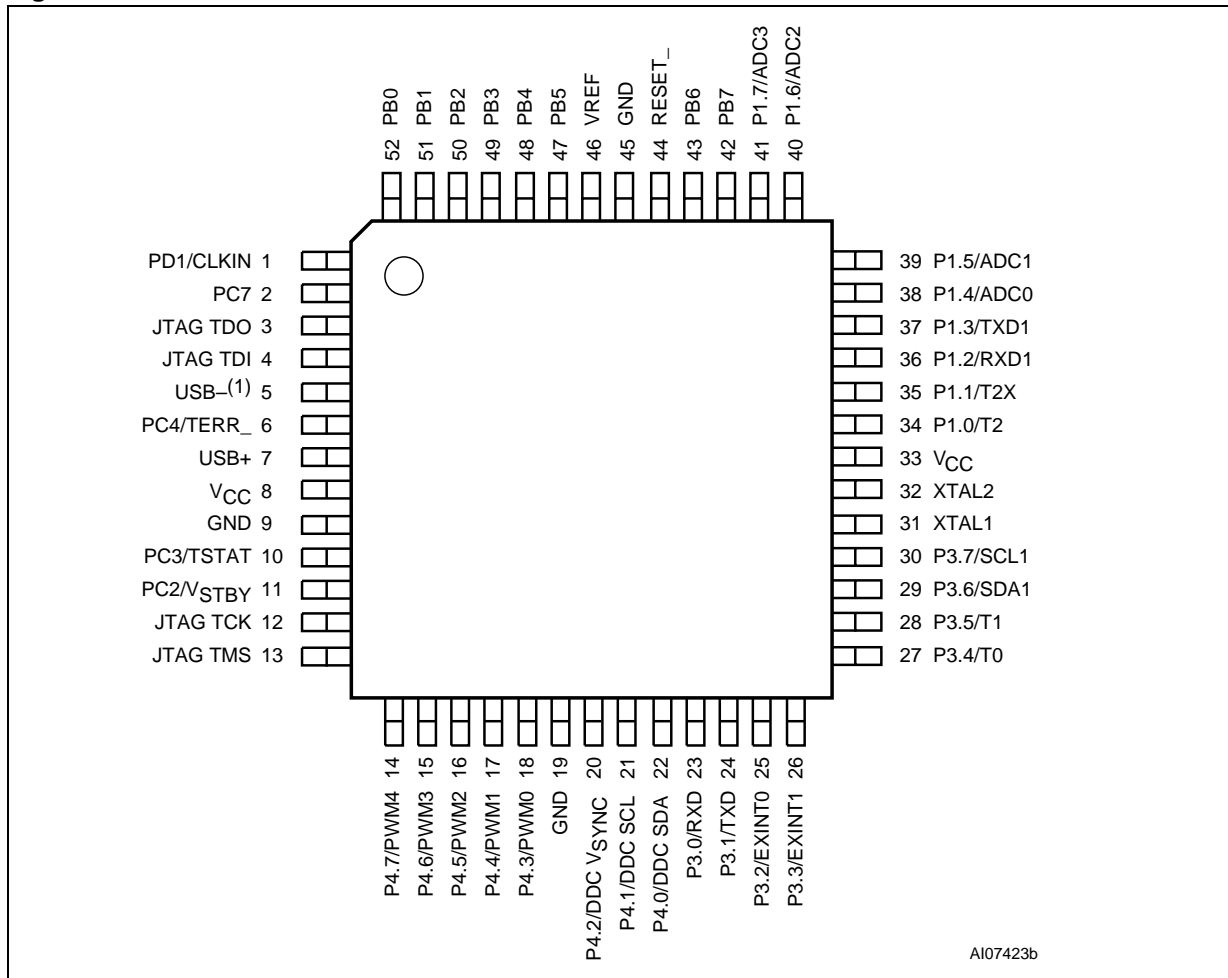 52 PB0
51 PB1
50 PB2
49 PB3
48 PB4
47 PB5
46 VREF
45 GND
44 RESET_
43 PB6
42 PB7
41 P1.7/ADC3
40 P1.6/ADC2
PD1/CLKIN 1
PC7 2
JTAG TDO 3
JTAG TDI 4
USB–(1) 5
PC4/TERR_ 6
USB+ 7
VCC 8
GND 9
PC3/TSTAT 10
PC2/VSTBY 11
JTAG TCK 12
JTAG TMS 13
39 P1.5/ADC1
38 P1.4/ADC0
37 P1.3/TXD1
36 P1.2/RXD1
35 P1.1/T2X
34 P1.0/T2
33 VCC
32 XTAL2
31 XTAL1
30 P3.7/SCL1
29 P3.6/SDA1
28 P3.5/T1
27 P3.4/T0
P4.7/PWM4 14
P4.6/PWM3 15
P4.5/PWM2 16
P4.4/PWM1 17
P4.3/PWM0 18
GND 19
P4.2/DDC VSYNC 20
P4.1/DDC SCL 21
P4.0/DDC SDA 22
P3.0/RXD 23
P3.1/TXD 24
P3.2/EXINT0 25
P3.3/EXINT1 26
AI07423b